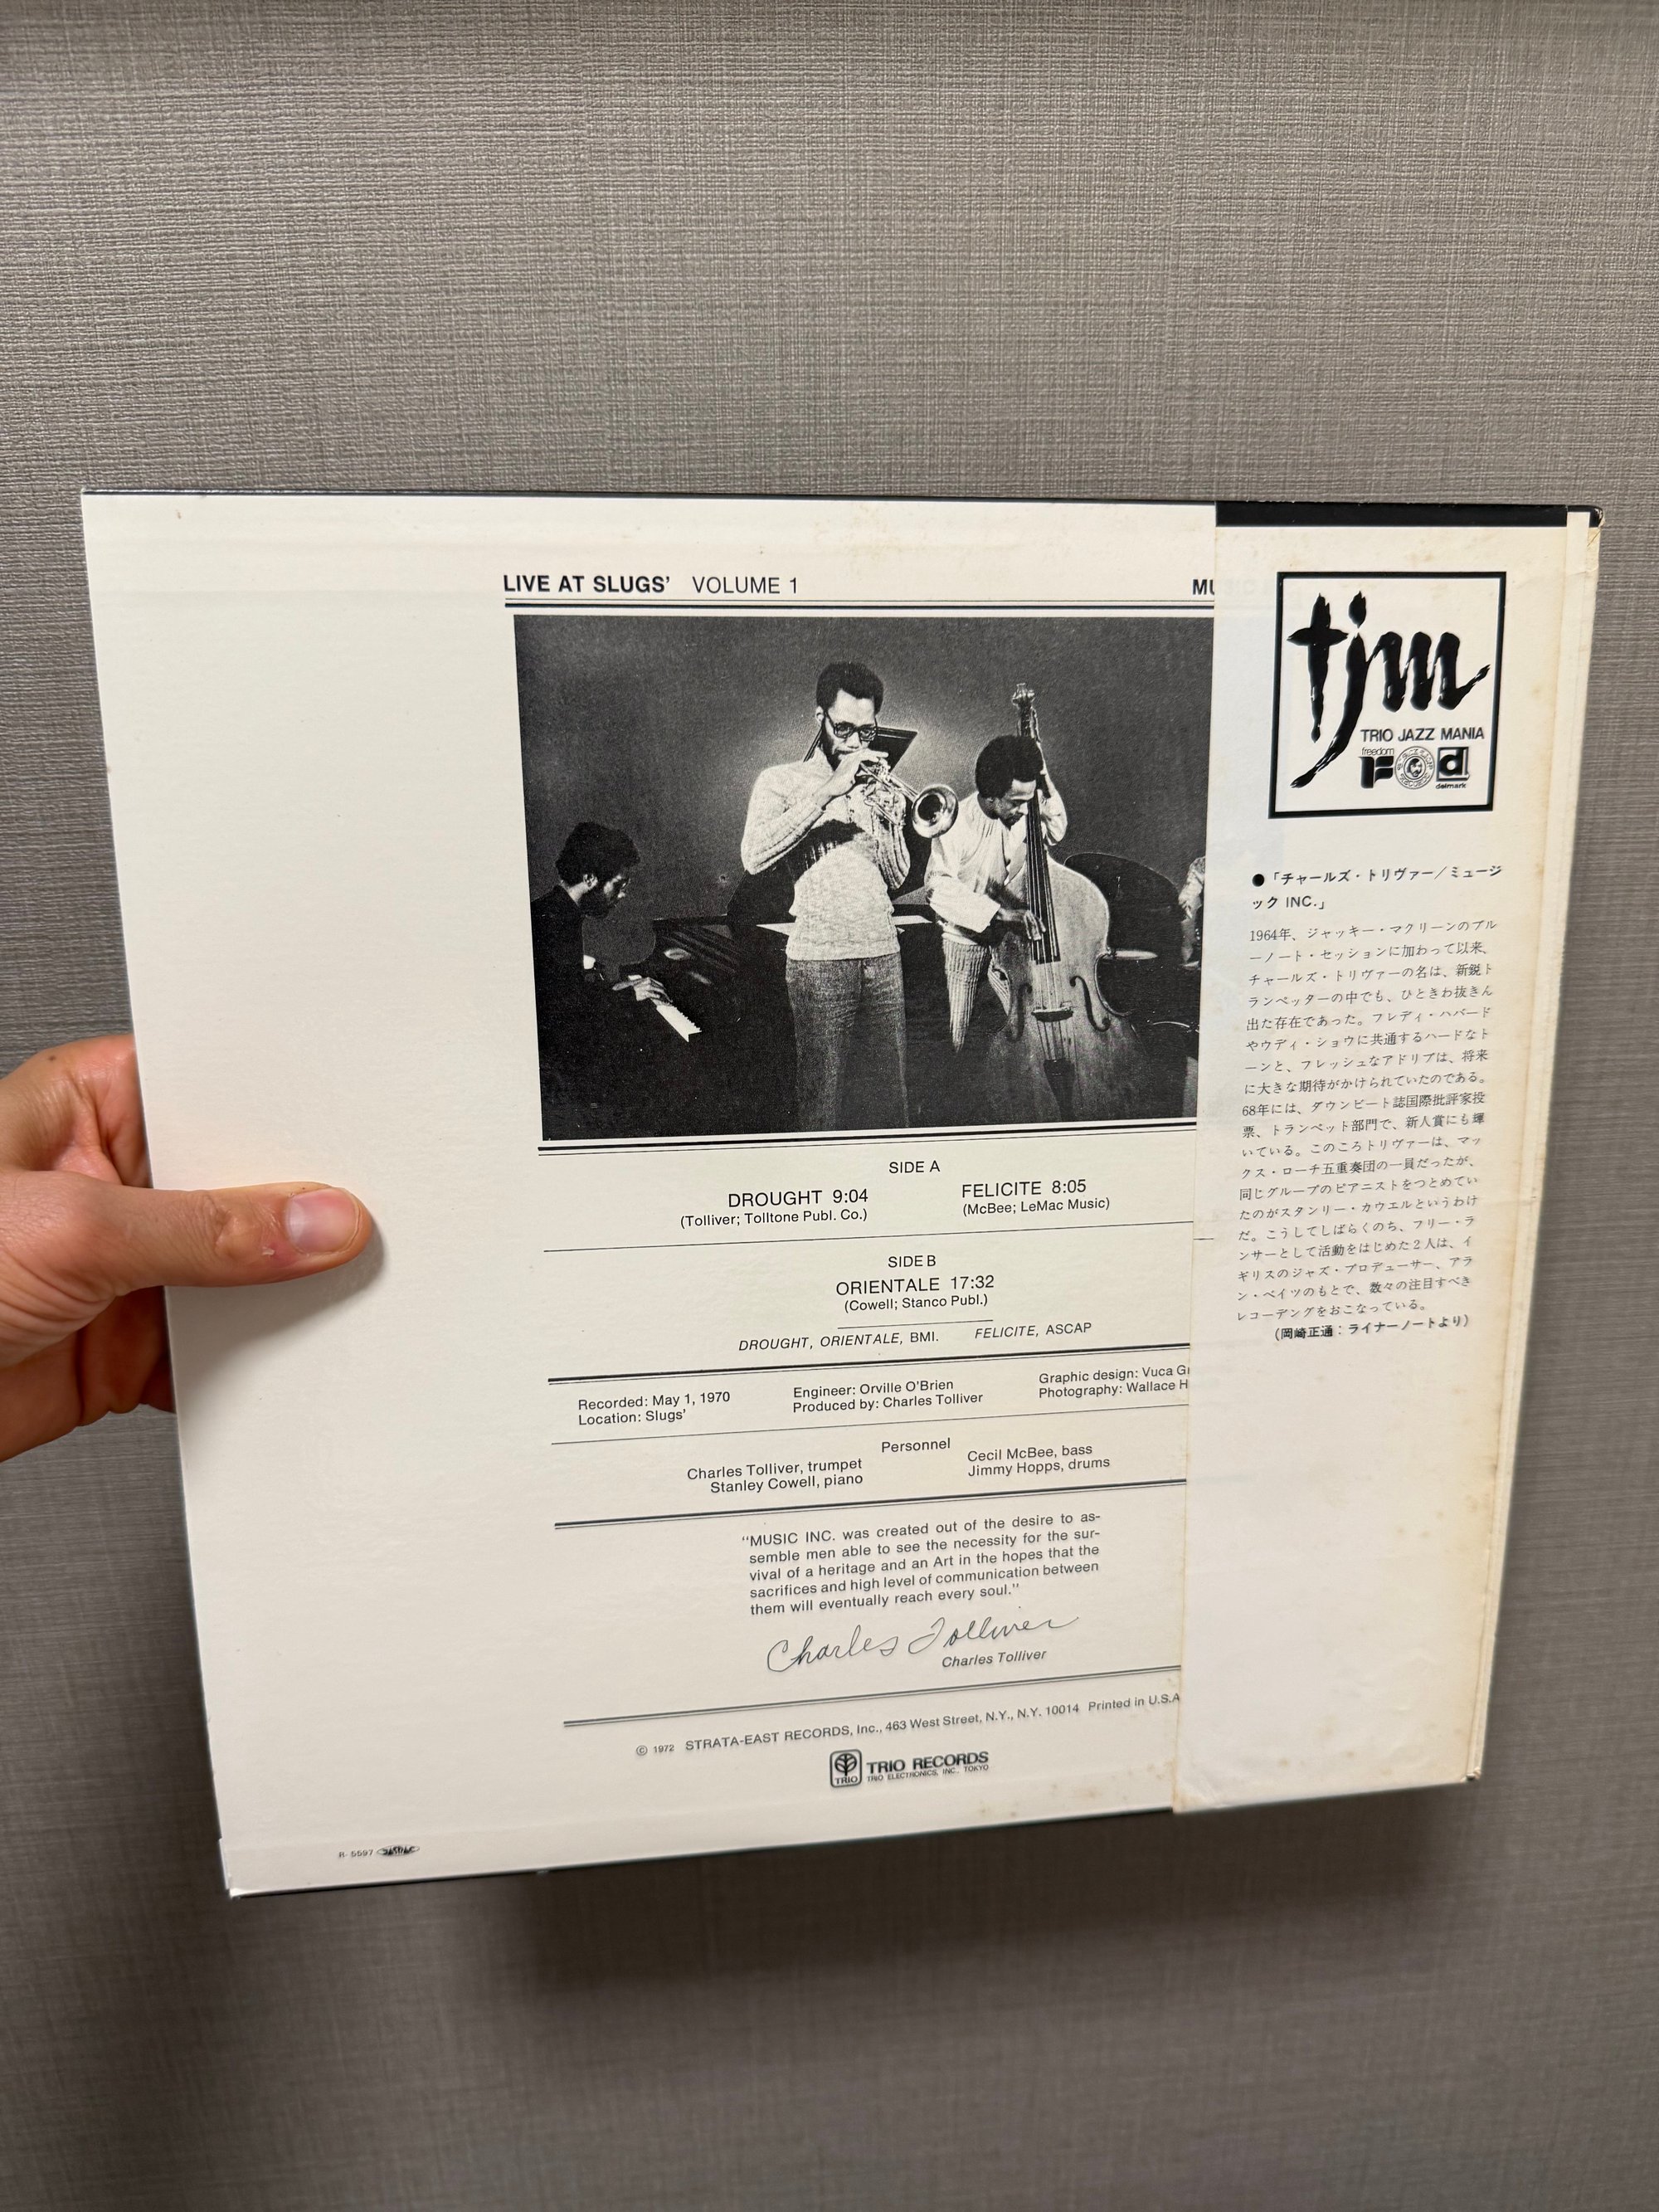 LIVE AT SLUGS' VOLUME 1
SIDE A
DROUGHT 9:04
(Tolliver; Tolltone Publ. Co.)
FELICITE 8:05
(McBee; LeMac Music)
SIDE B
ORIENTALE 17:32
(Cowell; Stanco Publ.)
DROUGHT, ORIENTALE, BMI. FELICITE, ASCAP
Recorded: May 1, 1970
Location: Slugs'
Engineer: Orville O'Brien
Produced by: Charles Tolliver
Graphic design: Vuca
Photography: Wallace
Personnel
Charles Tolliver, trumpet
Stanley Cowell, piano
Cecil McBee, bass
Jimmy Hopps, drums
“MUSIC INC. was created out of the desire to as-
semble men able to see the necessity for the sur-
vival of a heritage and an Art in the hopes that the
sacrifices and high level of communication between
them will eventually reach every soul.”
Charles Tolliver
Charles Tolliver
© 1972 STRATA-EAST RECORDS, Inc., 463 West Street, N.Y., N.Y. 10014 Printed in U.S.A
TRIO
TRIO RECORDS
TRIO ELECTRONICS, INC. TOKYO
R- 5597
tjm
TRIO JAZZ MANIA
freedom
F
d
delmark
●「チャールズ・トリヴァー／ミュージ
ック INC.」
1964年、ジャッキー・マクリーンのブル
ーノート・セッションに加わって以来、
チャールズ・トリヴァーの名は、新鋭ト
ランペッターの中でも、ひときわ抜きん
出た存在であった。フレディ・ハバード
やウディ・ショウに共通するハードなト
ーンと、フレッシュなアドリブは、将来
に大きな期待がかけられていたのである。
68年には、ダウンビート誌国際批評家投
票、トランペット部門で、新人賞にも輝
いている。このころトリヴァーは、マッ
クス・ローチ五重奏団の一員だったが、
同じグループのピアニストをつとめてい
たのがスタンリー・カウエルというわけ
だ。こうしてしばらくのち、フリー・ラ
ンサーとして活動をはじめた2人は、イ
ギリスのジャズ・プロデューサー、アラ
ン・ベイツのもとで、数々の注目すべき
レコーデングをおこなっている。
（岡崎正通：ライナーノートより）